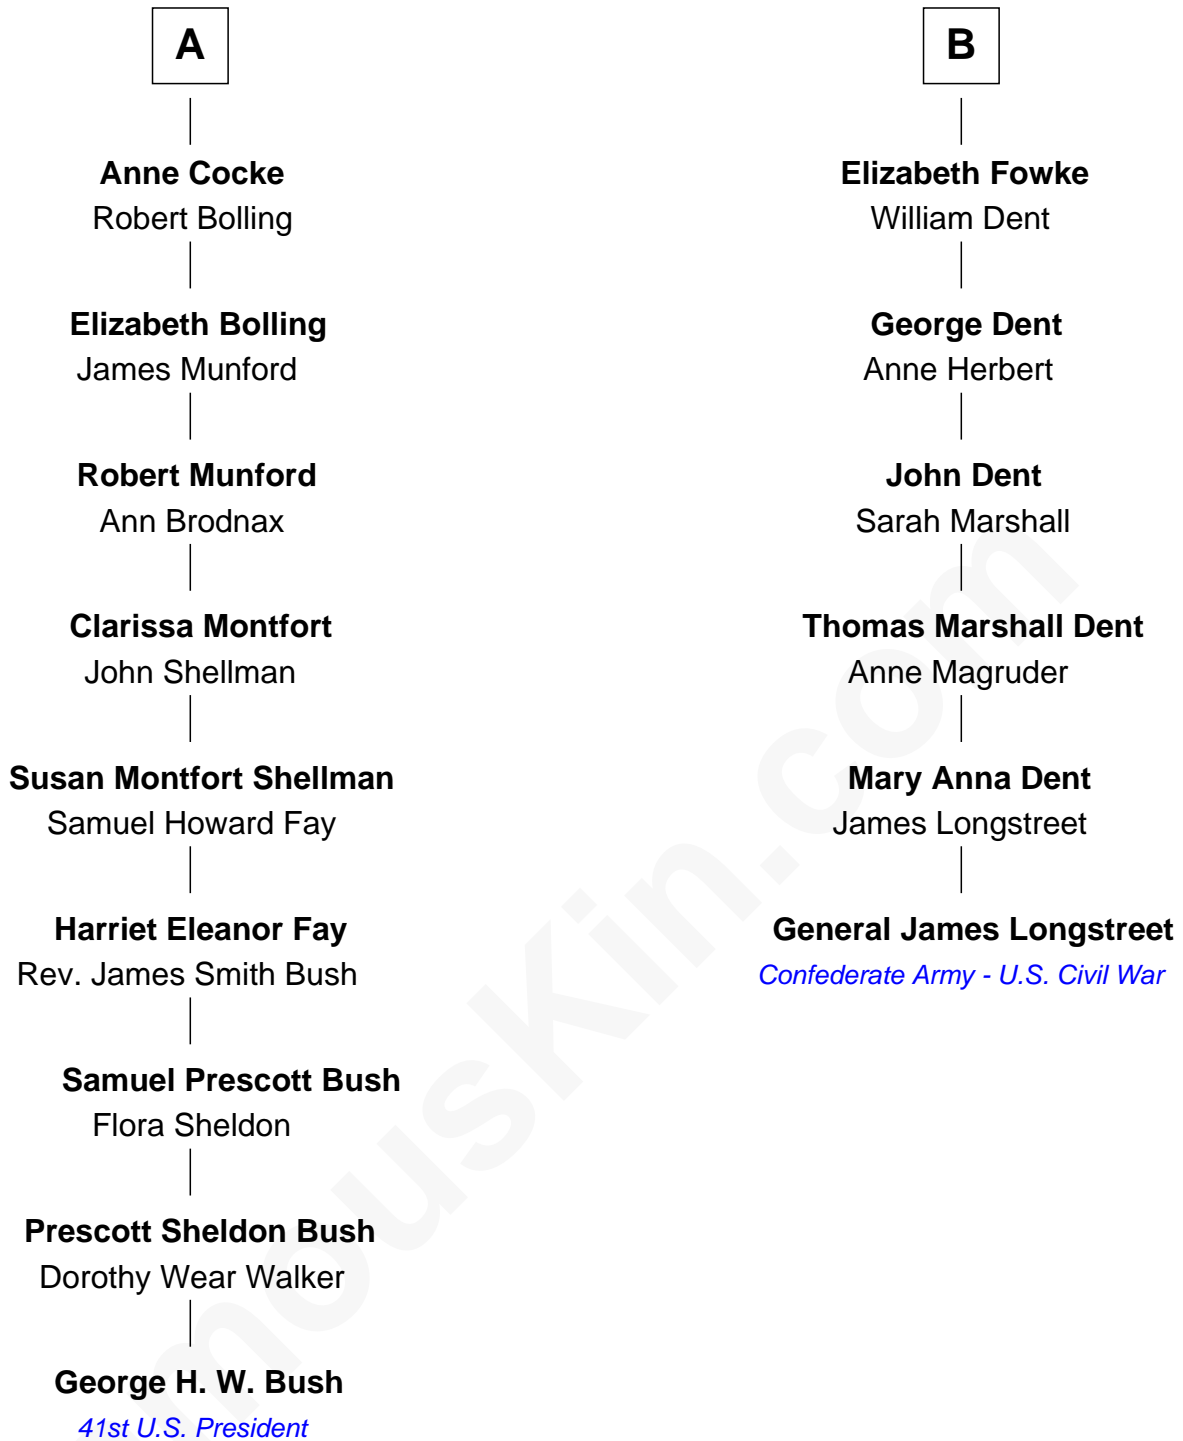 A
Anne Cocke
Robert Bolling
Elizabeth Bolling
James Munford
Robert Munford
Ann Brodnax
Clarissa Montfort
John Shellman
Susan Montfort Shellman
Samuel Howard Fay
Harriet Eleanor Fay
Rev. James Smith Bush
Samuel Prescott Bush
Flora Sheldon
Prescott Sheldon Bush
Dorothy Wear Walker
George H. W. Bush
41st U.S. President
B
Elizabeth Fowke
William Dent
George Dent
Anne Herbert
John Dent
Sarah Marshall
Thomas Marshall Dent
Anne Magruder
Mary Anna Dent
James Longstreet
General James Longstreet
Confederate Army - U.S. Civil War
mousKin.com